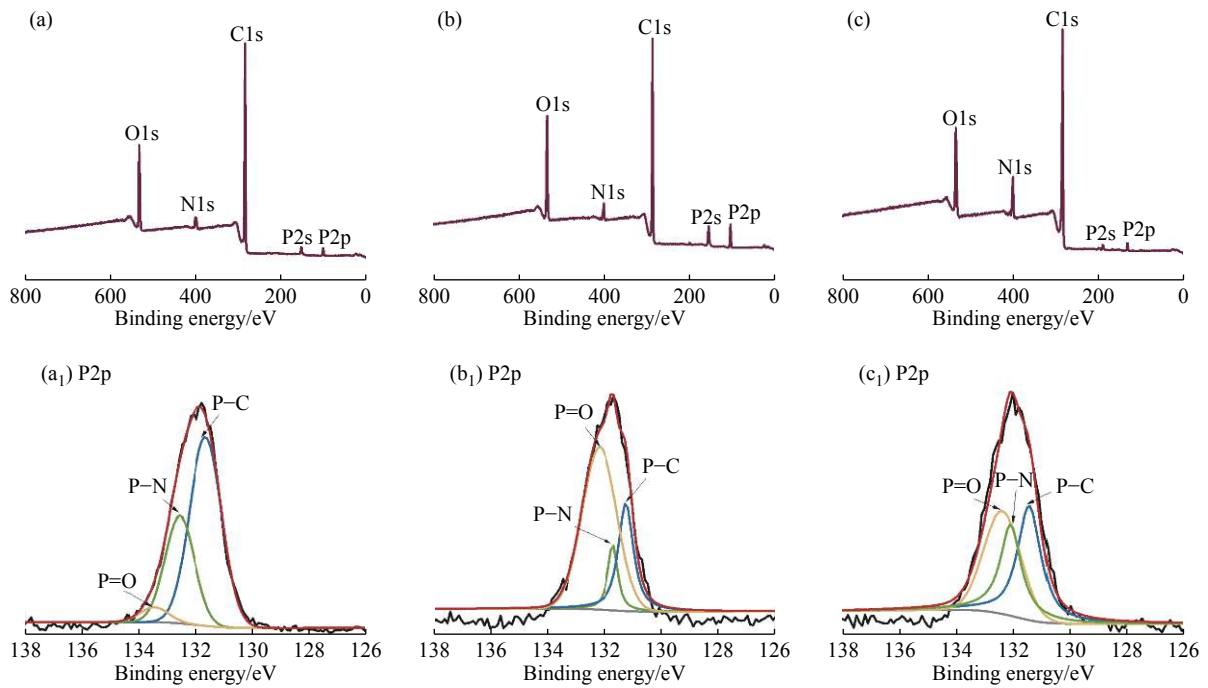 (a)
C1s
O1s
N1s
P2s P2p
800 600 400 200 0
Binding energy/eV
(b)
C1s
O1s
N1s
P2s P2p
800 600 400 200 0
Binding energy/eV
(c)
C1s
O1s
N1s
P2s P2p
800 600 400 200 0
Binding energy/eV
(a₁) P2p
P−C
P−N
P=O
138 136 134 132 130 128 126
Binding energy/eV
(b₁) P2p
P=O
P−C
P−N
138 136 134 132 130 128 126
Binding energy/eV
(c₁) P2p
P=O P−N P−C
138 136 134 132 130 128 126
Binding energy/eV